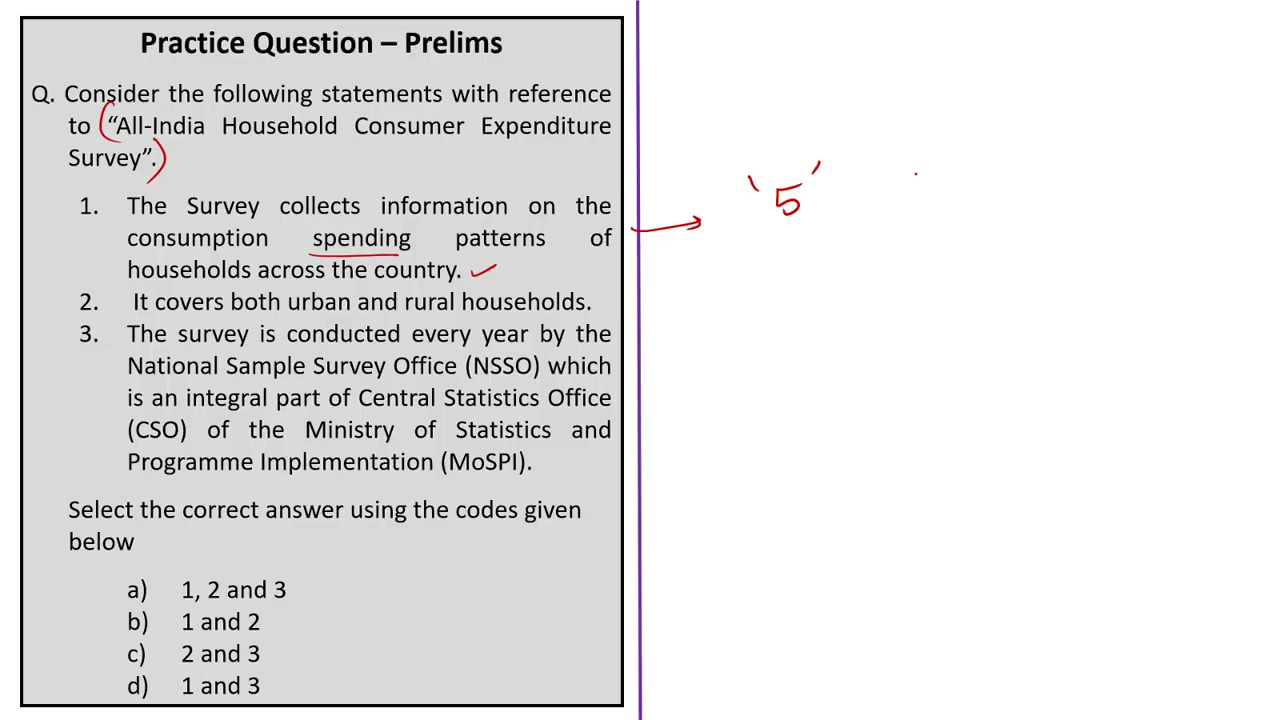 Practice Question – Prelims
Q. Consider the following statements with reference
to “All-India Household Consumer Expenditure
Survey”.
1. The Survey collects information on the
consumption spending patterns of
households across the country.
2. It covers both urban and rural households.
3. The survey is conducted every year by the
National Sample Survey Office (NSSO) which
is an integral part of Central Statistics Office
(CSO) of the Ministry of Statistics and
Programme Implementation (MoSPI).
Select the correct answer using the codes given
below
a) 1, 2 and 3
b) 1 and 2
c) 2 and 3
d) 1 and 3
‘5’